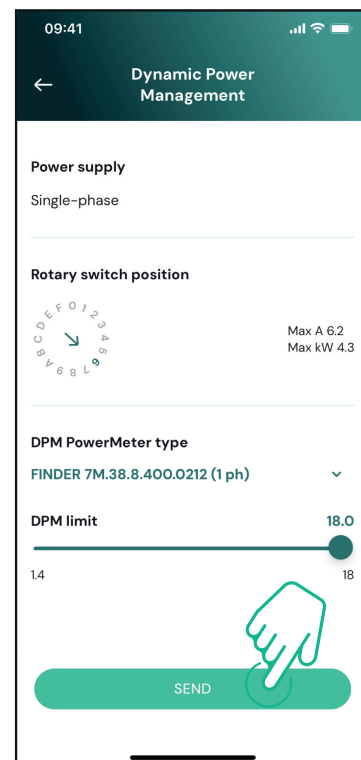 09:41
Dynamic Power
Management
Power supply
Single-phase
Rotary switch position
0 1 2 3 4 5 6 7 8 9 A B C D E F
Max A 6.2
Max kW 4.3
DPM PowerMeter type
FINDER 7M.38.8.400.0212 (1 ph)
DPM limit 18.0
1.4 18
SEND